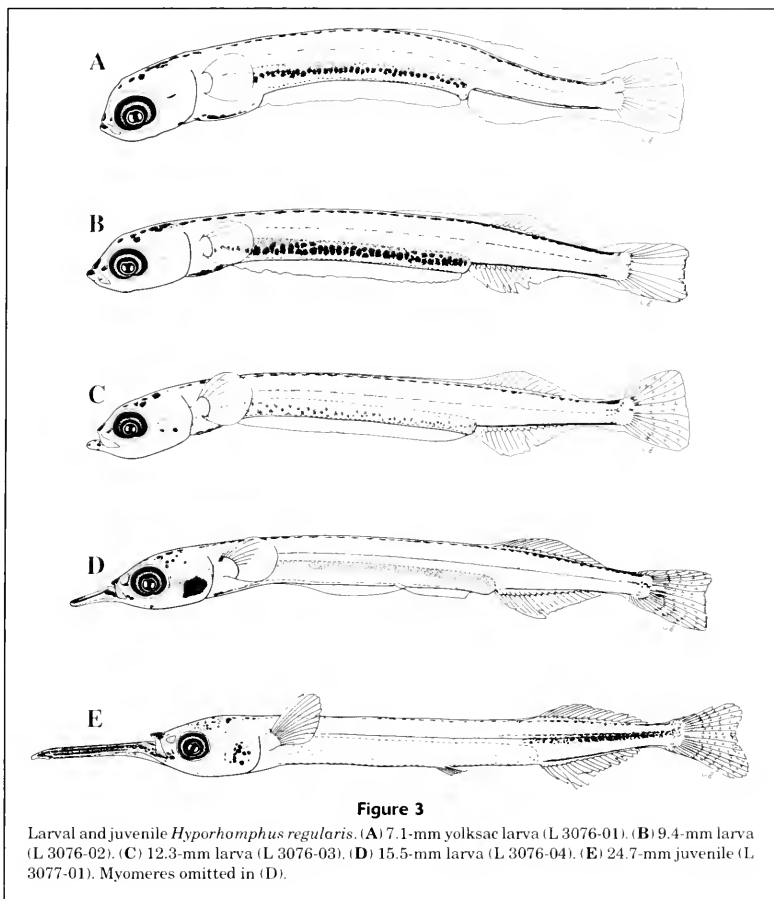 A
B
C
D
E
Figure 3
Larval and juvenile Hyporhamphus regularis. (A) 7.1-mm yolksac larva (L 3076-01). (B) 9.4-mm larva
(L 3076-02). (C) 12.3-mm larva (L 3076-03). (D) 15.5-mm larva (L 3076-04). (E) 24.7-mm juvenile (L
3077-01). Myomeres omitted in (D).